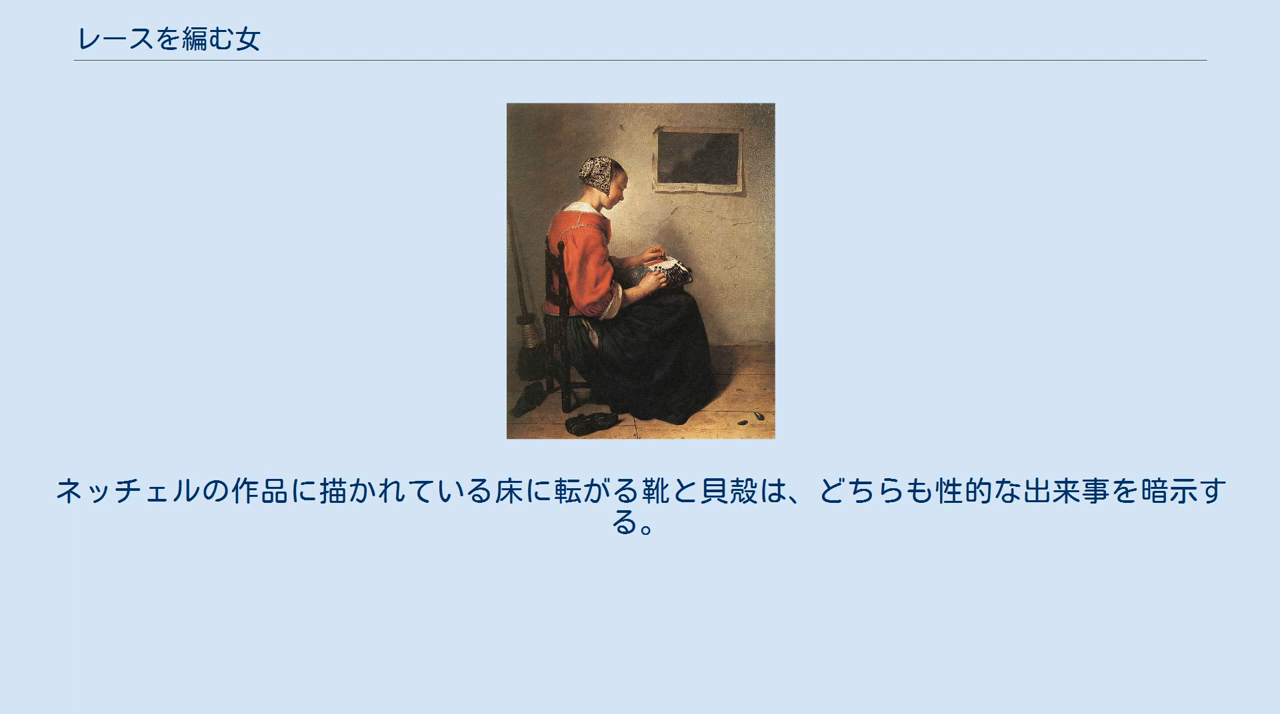 レースを編む女
ネッチェルの作品に描かれている床に転がる靴と貝殻は、どちらも性的な出来事を暗示す
る。